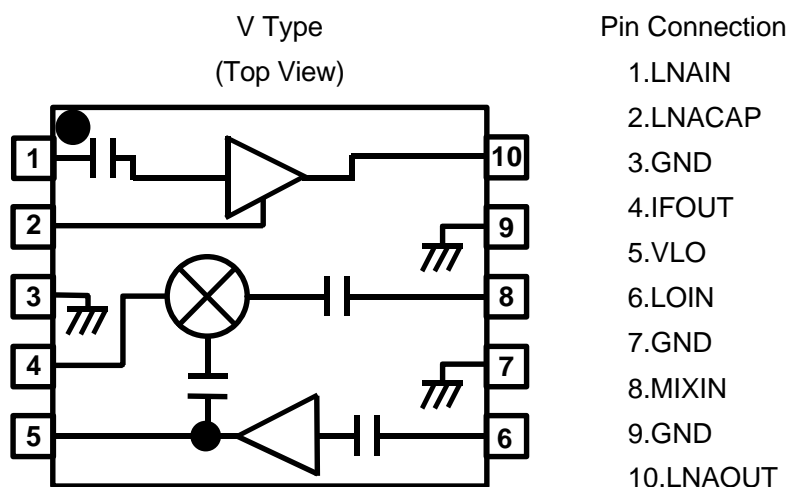 V Type
(Top View)
1
2
3
4
5
10
9
8
7
6
Pin Connection
1.LNAIN
2.LNACAP
3.GND
4.IFOUT
5.VLO
6.LOIN
7.GND
8.MIXIN
9.GND
10.LNAOUT